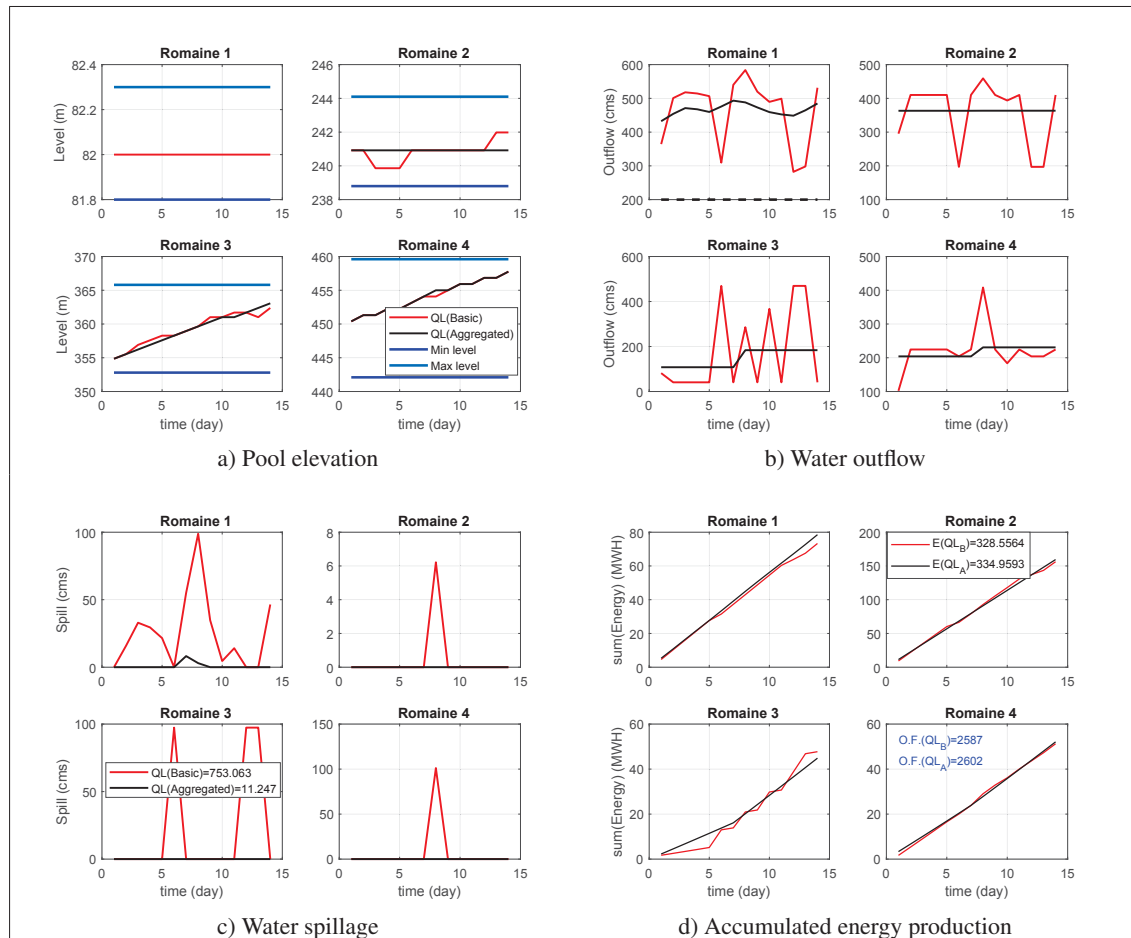 Romaine 1
82.4
82.2
82
81.8
0 5 10 15
Level (m)
Romaine 2
246
244
242
240
238
0 5 10 15
Romaine 3
370
360
350
0 5 10 15
Level (m)
time (day)
Romaine 4
460
455
450
445
440
0 5 10 15
time (day)
QL(Basic)
QL(Aggregated)
Min level
Max level
a) Pool elevation
Romaine 1
600
500
400
300
200
0 5 10 15
Outflow (cms)
Romaine 2
500
400
300
200
100
0 5 10 15
Romaine 3
600
400
200
0
0 5 10 15
Outflow (cms)
time (day)
Romaine 4
500
400
300
200
100
0 5 10 15
time (day)
b) Water outflow
Romaine 1
100
50
0
0 5 10 15
Spill (cms)
Romaine 2
8
6
4
2
0
0 5 10 15
Romaine 3
100
50
0
0 5 10 15
Spill (cms)
time (day)
QL(Basic)=753.063
QL(Aggregated)=11.247
Romaine 4
150
100
50
0
0 5 10 15
time (day)
c) Water spillage
Romaine 1
80
60
40
20
0
0 5 10 15
sum(Energy) (MWH)
Romaine 2
200
150
100
50
0
0 5 10 15
E(QL_B)=328.5564
E(QL_A)=334.9593
Romaine 3
60
40
20
0
0 5 10 15
sum(Energy) (MWH)
time (day)
Romaine 4
60
40
20
0
0 5 10 15
time (day)
O.F.(QL_B)=2587
O.F.(QL_A)=2602
d) Accumulated energy production